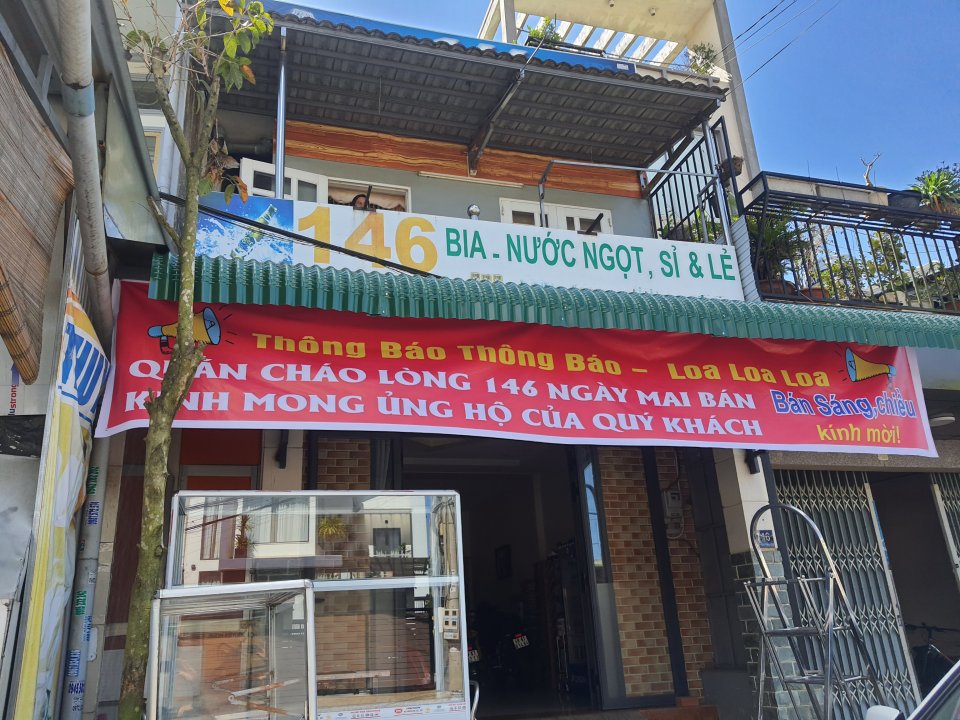 146 BIA - NƯỚC NGỌT, SỈ & LẺ
Thông Báo Thông Báo - Loa Loa Loa
QUÁN CHÁO LÒNG 146 NGÀY MAI BÁN
KÍNH MONG ỦNG HỘ CỦA QUÝ KHÁCH
Bán Sáng, chiều
kính mời!